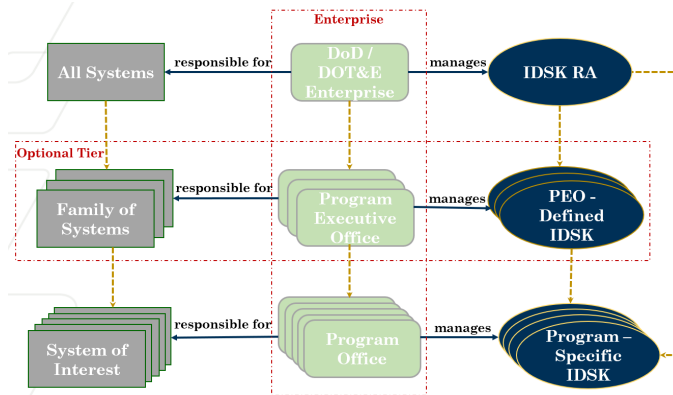 Enterprise
All Systems
responsible for
DoD /
DOT&E
Enterprise
manages
IDSK RA
Optional Tier
Family of
Systems
responsible for
Program
Executive
Office
manages
PEO -
Defined
IDSK
System of
Interest
responsible for
Program
Office
manages
Program –
Specific
IDSK